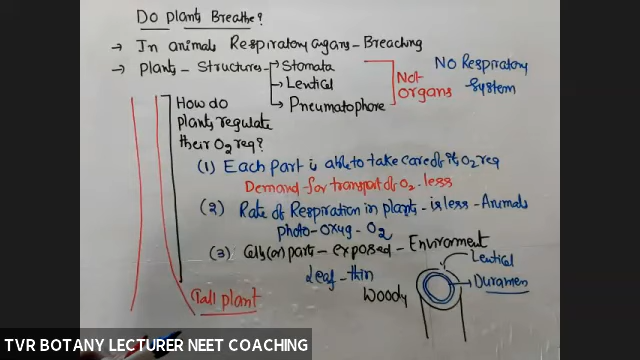 Do plants Breathe?
→ In animals Respiratory organs - Breaching
→ Plants - Structures → Stomata
→ Lentical
→ Pneumatophore
Not organs
NO Respiratory System
How do
plants regulate
their O2 req?
(1) Each part is able to take care of its O2 req
Demand for transport of O2 - less
(2) Rate of Respiration in plants - is less - Animals
photo - oxyg - O2
(3) Cells (or) parts - exposed - Environment
Leaf - thin
Woody
Lentical
Duramen
Tall plant
TVR BOTANY LECTURER NEET COACHING